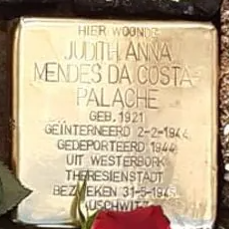 HIER WOONDE
JUDITH ANNA
MENDES DA COSTA-
PALACHE
GEB. 1921
GEÏNTERNEERD 2-2-1944
GEDEPORTEERD 1944
UIT WESTERBORK
THERESIENSTADT
BEZWEKEN 31-5-1945
AUSCHWITZ